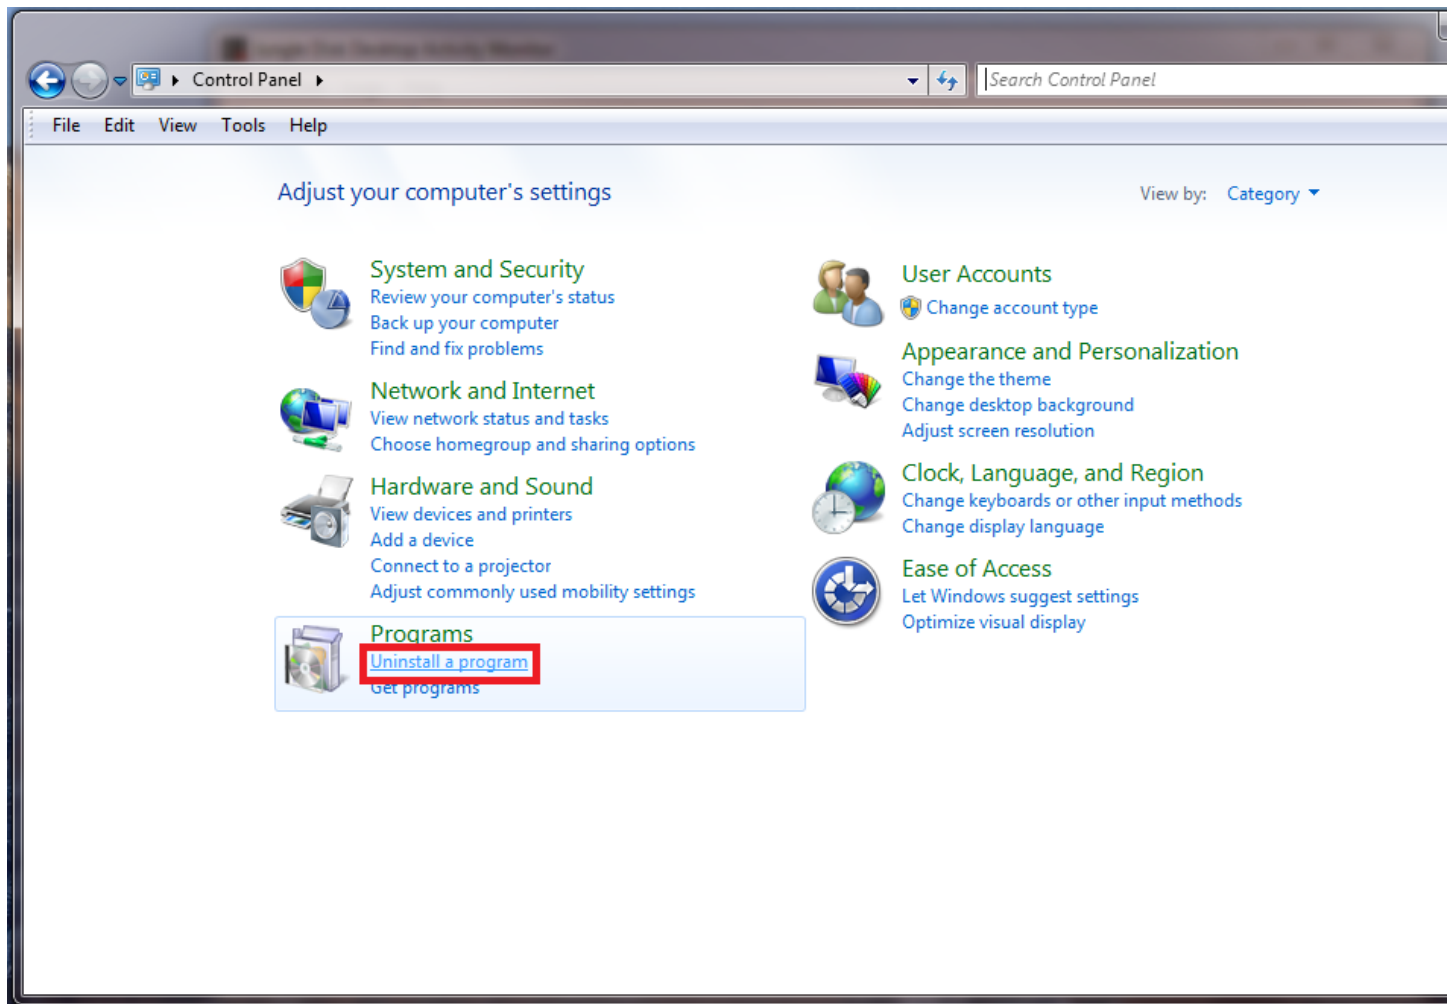 Jungle Disk Desktop Activity Monitor
Control Panel
Search Control Panel
File Edit View Tools Help
Adjust your computer's settings
View by: Category
System and Security
Review your computer's status
Back up your computer
Find and fix problems
Network and Internet
View network status and tasks
Choose homegroup and sharing options
Hardware and Sound
View devices and printers
Add a device
Connect to a projector
Adjust commonly used mobility settings
Programs
Uninstall a program
Get programs
User Accounts
Change account type
Appearance and Personalization
Change the theme
Change desktop background
Adjust screen resolution
Clock, Language, and Region
Change keyboards or other input methods
Change display language
Ease of Access
Let Windows suggest settings
Optimize visual display